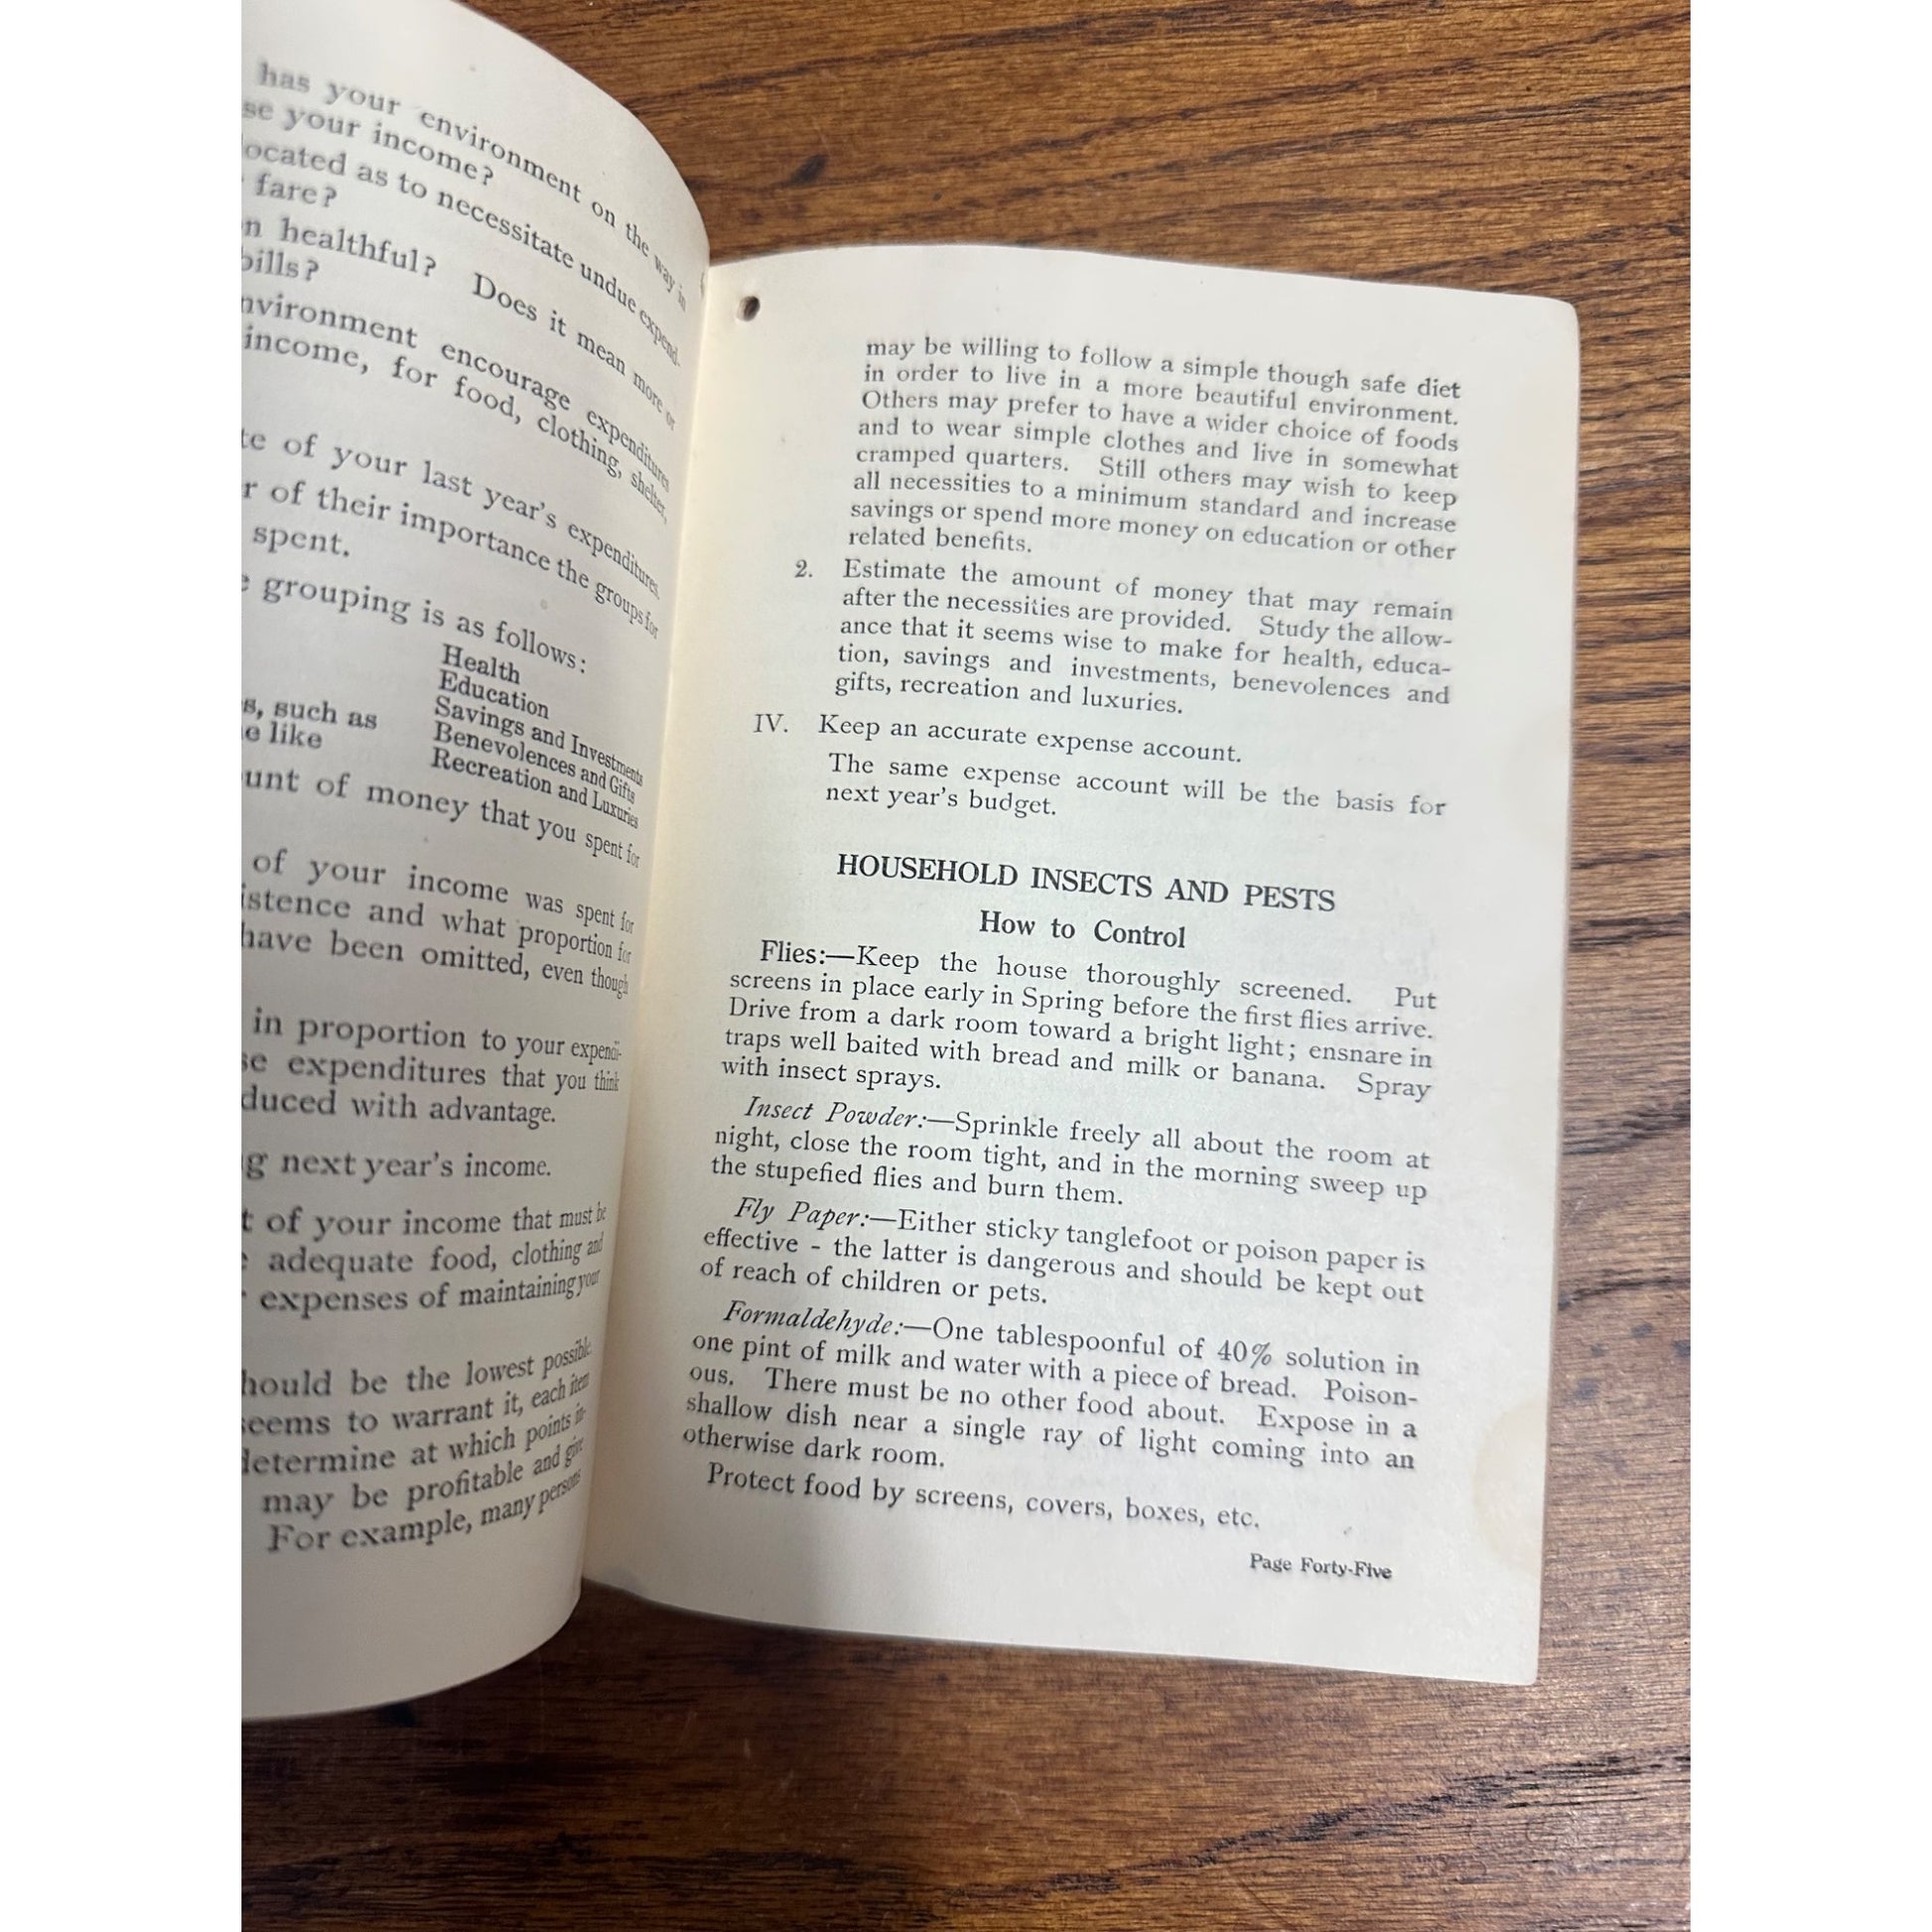 has your environment on the way in
se your income?
located as to necessitate undue expend-
fare?
n healthful? Does it mean more or
bills?
nvironment encourage expenditures
income, for food, clothing, shelter,
te of your last year's expenditures.
r of their importance the groups for
spent.
e grouping is as follows:
Health
Education
Savings and Investments
s, such as Benevolences and Gifts
e like Recreation and Luxuries
unt of money that you spent for
of your income was spent for
istence and what proportion for
have been omitted, even though
in proportion to your expendi-
se expenditures that you think
duced with advantage.
g next year's income.
t of your income that must be
adequate food, clothing and
expenses of maintaining your
hould be the lowest possible.
seems to warrant it, each item
determine at which points in-
may be profitable and give
For example, many persons
may be willing to follow a simple though safe diet
in order to live in a more beautiful environment.
Others may prefer to have a wider choice of foods
and to wear simple clothes and live in somewhat
cramped quarters. Still others may wish to keep
all necessities to a minimum standard and increase
savings or spend more money on education or other
related benefits.
2. Estimate the amount of money that may remain
after the necessities are provided. Study the allow-
ance that it seems wise to make for health, educa-
tion, savings and investments, benevolences and
gifts, recreation and luxuries.
IV. Keep an accurate expense account.
The same expense account will be the basis for
next year's budget.
HOUSEHOLD INSECTS AND PESTS
How to Control
Flies:—Keep the house thoroughly screened. Put
screens in place early in Spring before the first flies arrive.
Drive from a dark room toward a bright light; ensnare in
traps well baited with bread and milk or banana. Spray
with insect sprays.
Insect Powder:—Sprinkle freely all about the room at
night, close the room tight, and in the morning sweep up
the stupefied flies and burn them.
Fly Paper:—Either sticky tanglefoot or poison paper is
effective - the latter is dangerous and should be kept out
of reach of children or pets.
Formaldehyde:—One tablespoonful of 40% solution in
one pint of milk and water with a piece of bread. Poison-
ous. There must be no other food about. Expose in a
shallow dish near a single ray of light coming into an
otherwise dark room.
Protect food by screens, covers, boxes, etc.
Page Forty-Five